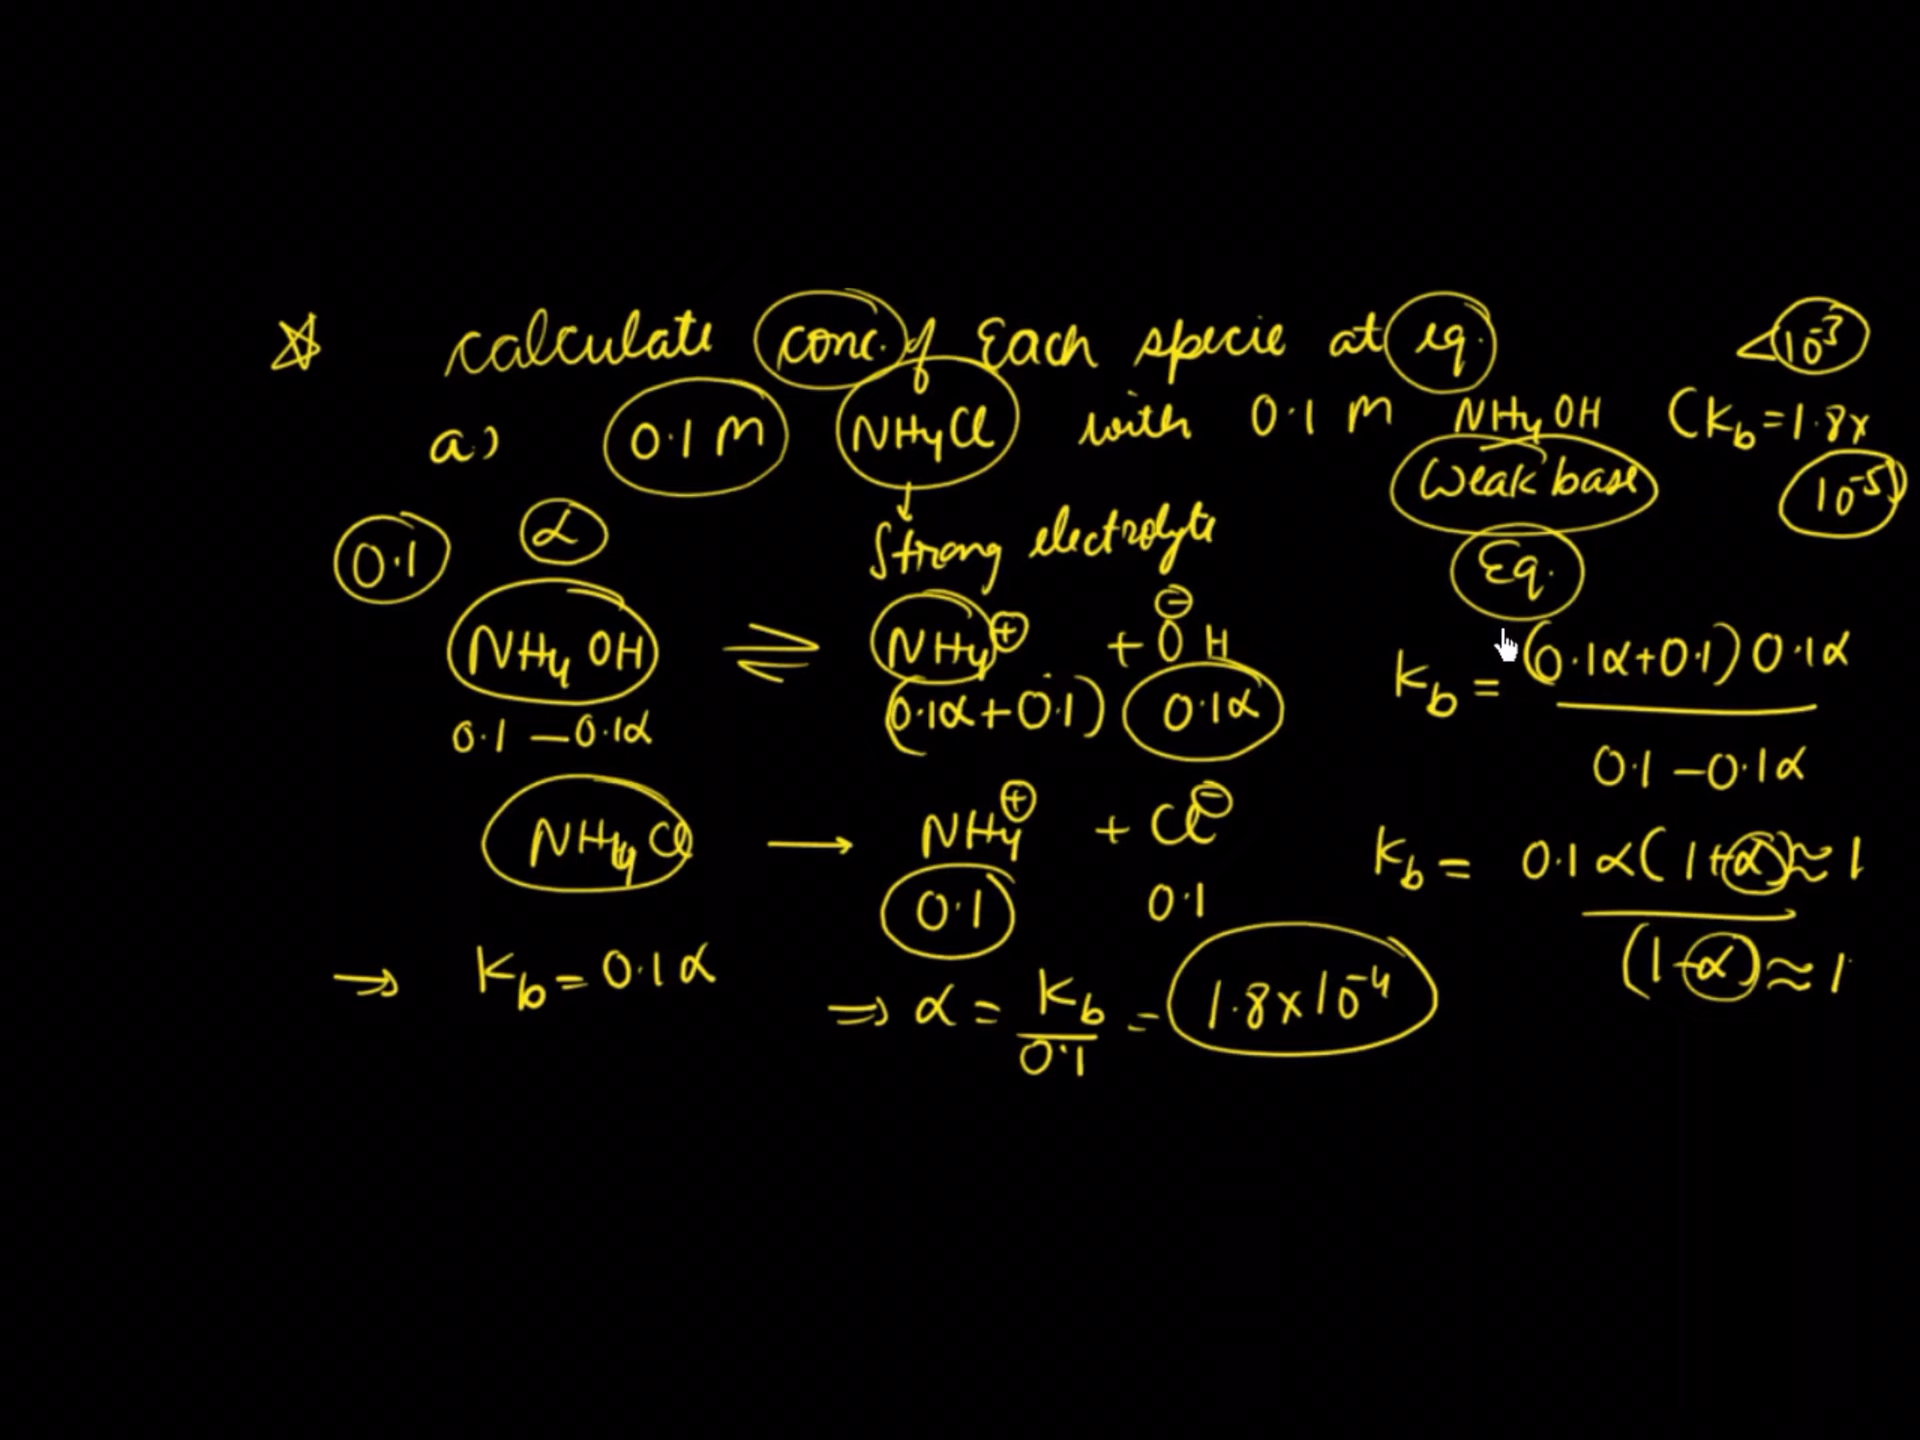 ☆ calculate conc. of Each specie at eq.
a.) 0.1 M NH4Cl with 0.1 M NH4OH (Kb = 1.8 x 10^-5)
< 10^-3
↓
Strong electrolyte
Weak base
0.1 α
Eq.
NH4OH ⇌ NH4⊕ + ⊖OH
0.1 – 0.1α (0.1α + 0.1) 0.1α
Kb = (0.1α + 0.1) 0.1α / 0.1 – 0.1α
NH4Cl → NH4⊕ + Cl⊖
0.1 0.1
Kb = 0.1α(1+α) ≈ 1 / (1–α) ≈ 1
⇒ Kb = 0.1α
⇒ α = Kb / 0.1 = 1.8 x 10^-4